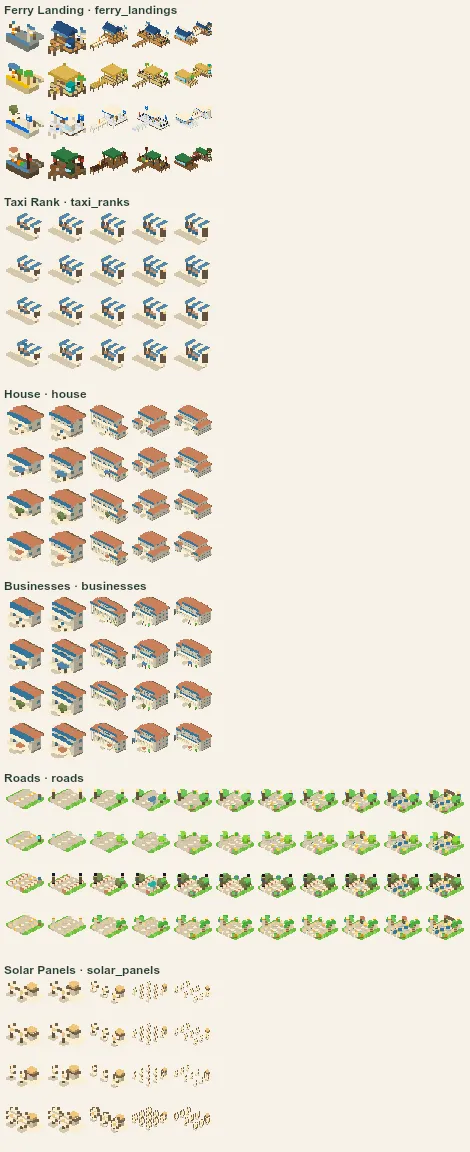 Ferry Landing · ferry_landings
Taxi Rank · taxi_ranks
House · house
Businesses · businesses
Roads · roads
Solar Panels · solar_panels